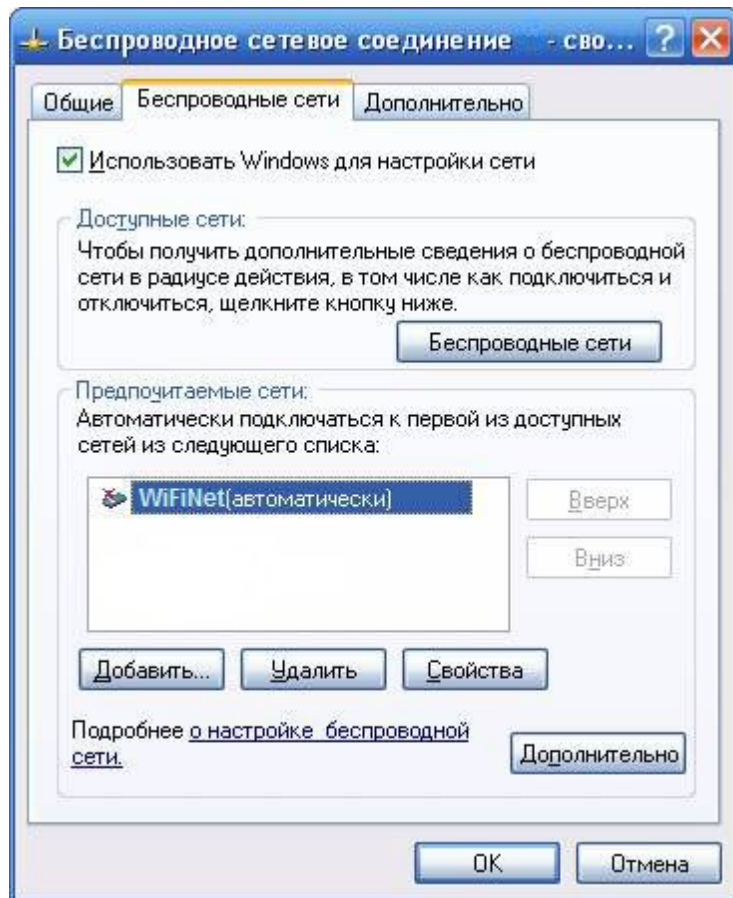 Беспроводное сетевое соединение - сво...
Общие Беспроводные сети Дополнительно
Использовать Windows для настройки сети
Доступные сети:
Чтобы получить дополнительные сведения о беспроводной
сети в радиусе действия, в том числе как подключиться и
отключиться, щелкните кнопку ниже.
Беспроводные сети
Предпочитаемые сети:
Автоматически подключаться к первой из доступных
сетей из следующего списка:
WiFiNet(автоматически)
Вверх
Вниз
Добавить... Удалить Свойства
Подробнее о настройке беспроводной
сети.
Дополнительно
OK Отмена